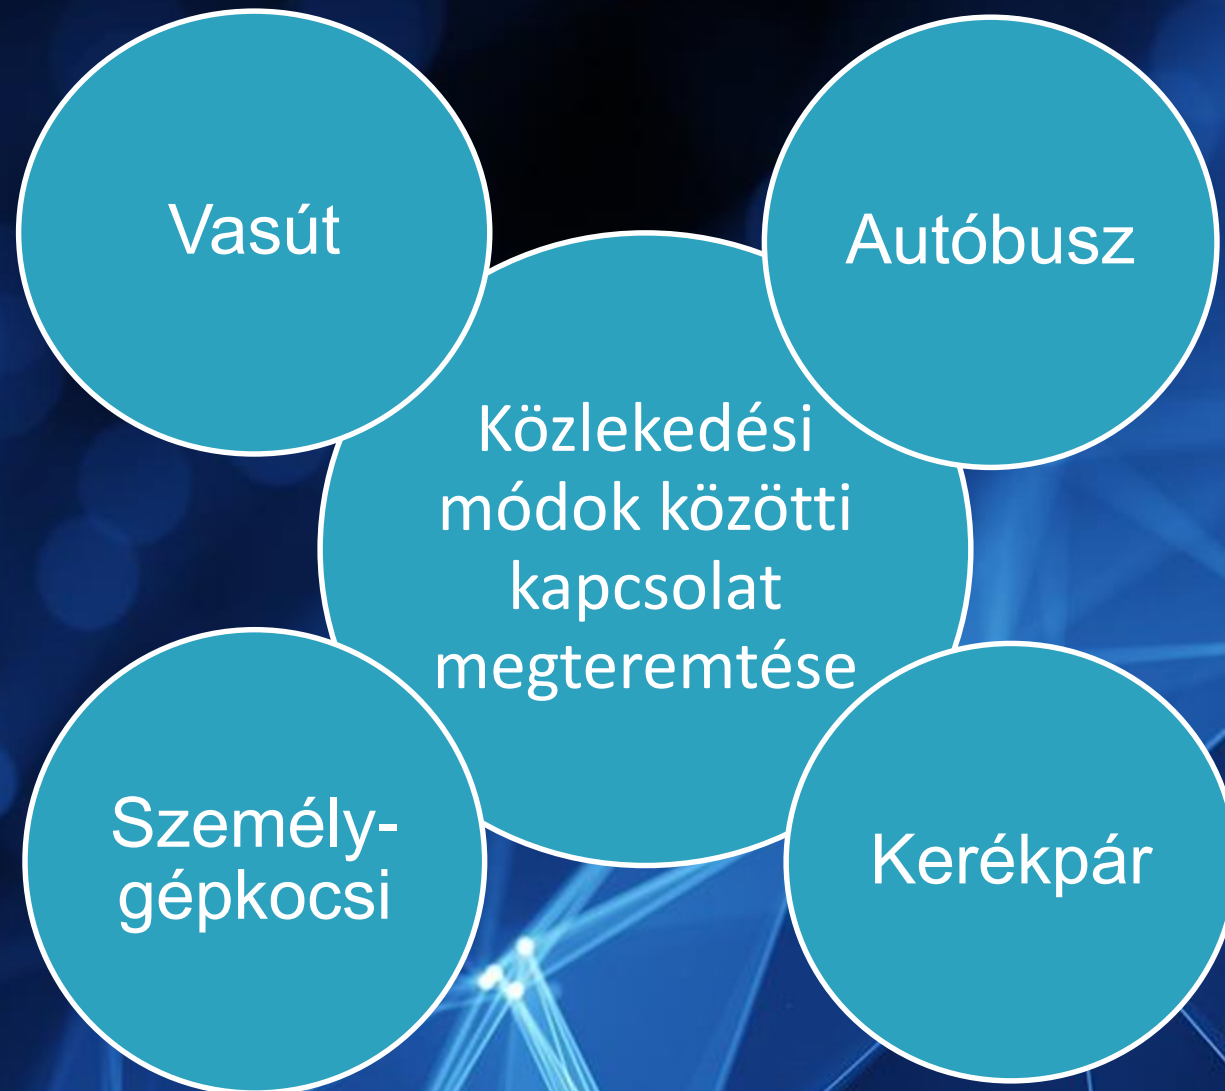 Vasút
Autóbusz
Közlekedési
módok közötti
kapcsolat
megteremtése
Személy-
gépkocsi
Kerékpár